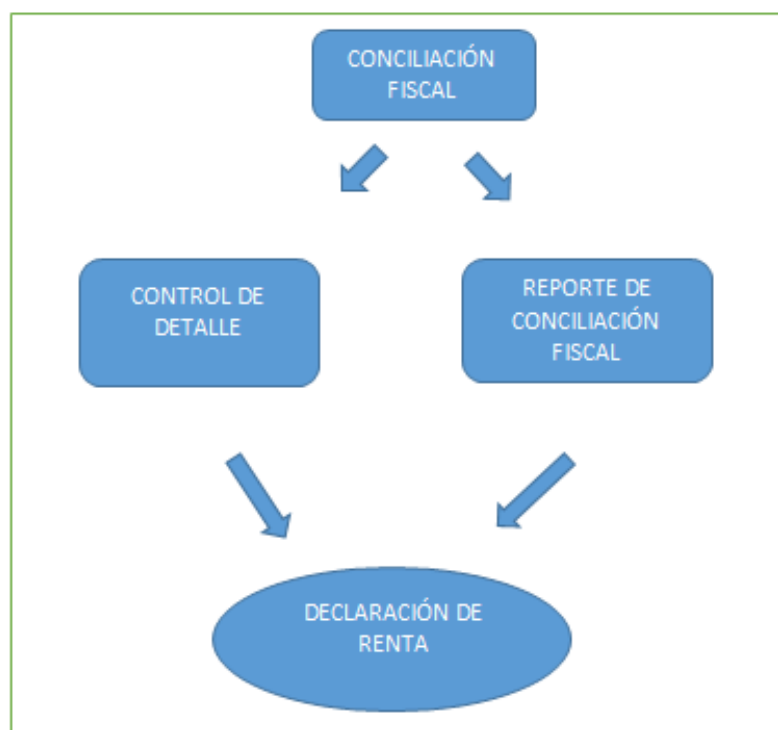 CONCILIACIÓN
FISCAL
CONTROL DE
DETALLE
REPORTE DE
CONCILIACIÓN
FISCAL
DECLARACIÓN DE
RENTA